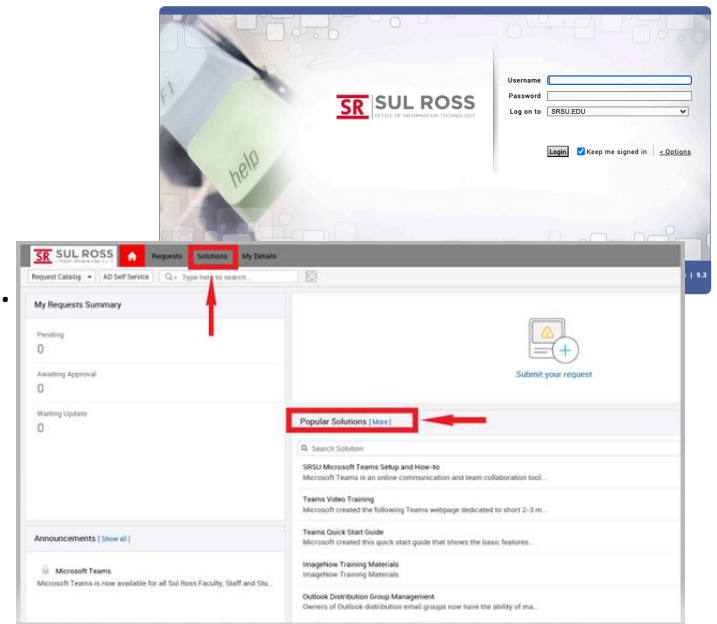 F1
help
SR SUL ROSS
OFFICE OF INFORMATION TECHNOLOGY
Username
Password
Log on to SRSU.EDU
Login Keep me signed in < Options
| 9.3
SR SUL ROSS
Requests Solutions My Details
Request Catalog AD Self Service Type here to search...
My Requests Summary
Pending
0
Awaiting Approval
0
Waiting Update
0
Announcements [ Show all ]
Microsoft Teams
Microsoft Teams is now available for all Sul Ross Faculty, Staff and Stu...
Submit your request
Popular Solutions [ More ]
Search Solution
SRSU Microsoft Teams Setup and How-to
Microsoft Teams is an online communication and team collaboration tool...
Teams Video Training
Microsoft created the following Teams webpage dedicated to short 2-3 m...
Teams Quick Start Guide
Microsoft created this quick start guide that shows the basic features...
ImageNow Training Materials
ImageNow Training Materials
Outlook Distribution Group Management
Owners of Outlook distribution email groups now have the ability of ma...